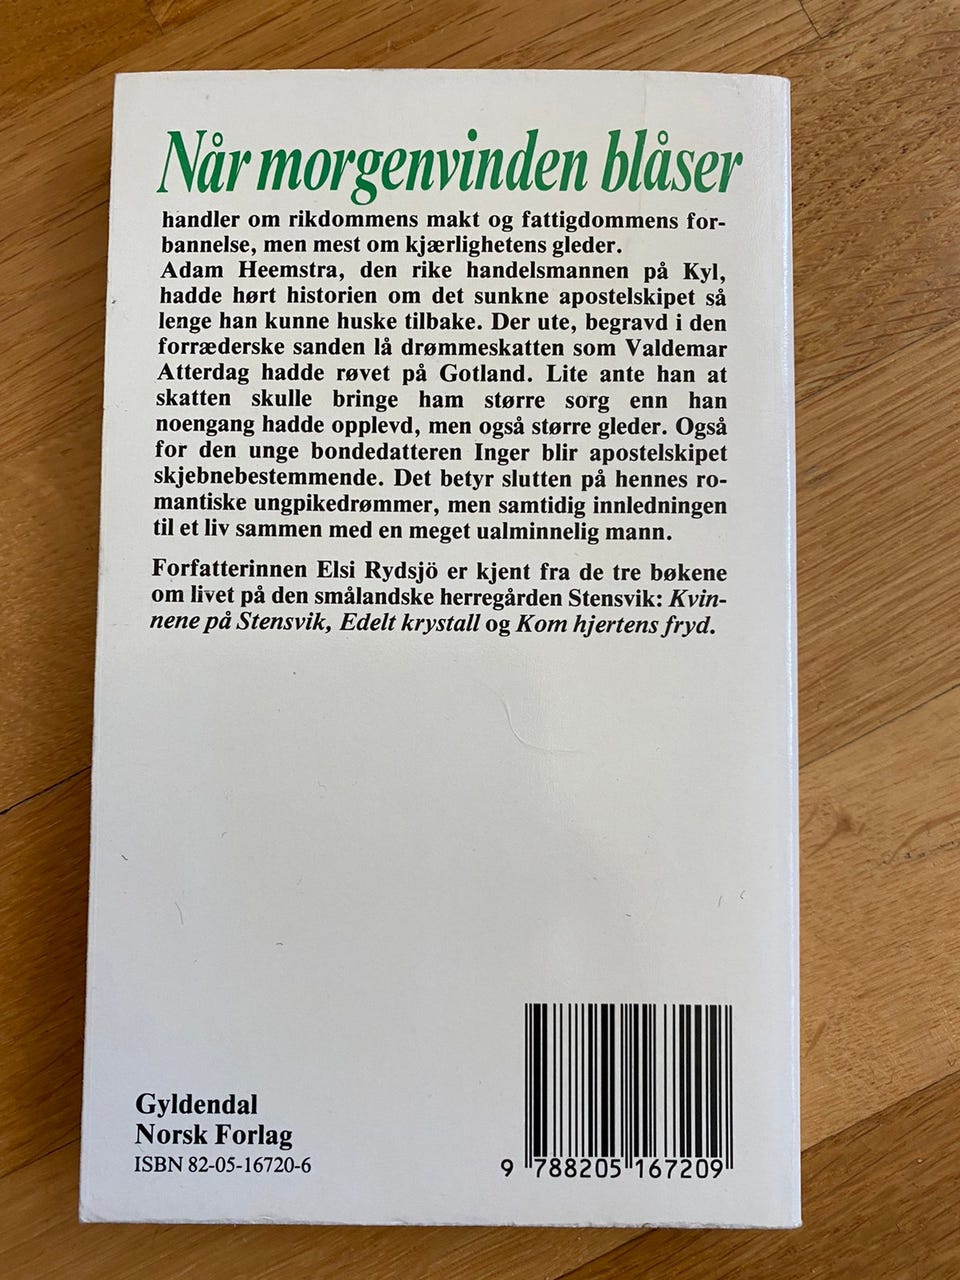 Når morgenvinden blåser
handler om rikdommens makt og fattigdommens for-
bannelse, men mest om kjærlighetens gleder.
Adam Heemstra, den rike handelsmannen på Kyl,
hadde hørt historien om det sunkne apostelskipet så
lenge han kunne huske tilbake. Der ute, begravd i den
forræderske sanden lå drømmeskatten som Valdemar
Atterdag hadde røvet på Gotland. Lite ante han at
skatten skulle bringe ham større sorg enn han
noengang hadde opplevd, men også større gleder. Også
for den unge bondedatteren Inger blir apostelskipet
skjebnebestemmende. Det betyr slutten på hennes ro-
mantiske ungpikedrømmer, men samtidig innledningen
til et liv sammen med en meget ualminnelig mann.
Forfatterinnen Elsi Rydsjö er kjent fra de tre bøkene
om livet på den smålandske herregården Stensvik: Kvin-
nene på Stensvik, Edelt krystall og Kom hjertens fryd.
Gyldendal
Norsk Forlag
ISBN 82-05-16720-6
9 788205 167209